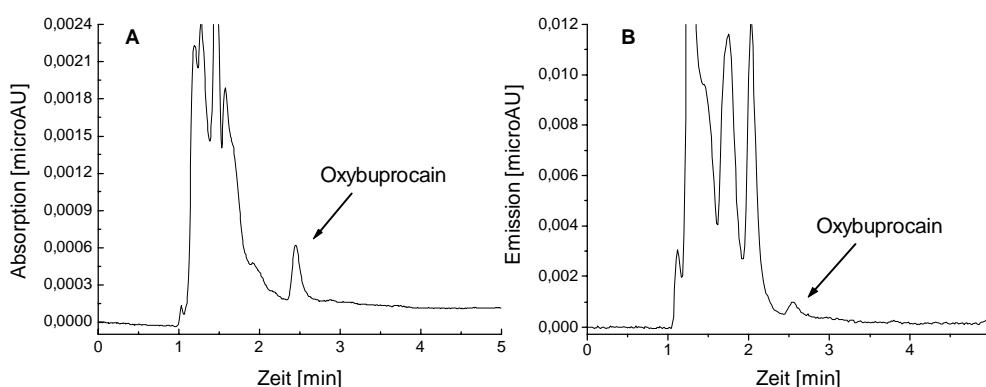 A
Absorption [microAU]
0,0024
0,0021
0,0018
0,0015
0,0012
0,0009
0,0006
0,0003
0,0000
Oxybuprocain
0 1 2 3 4 5
Zeit [min]
B
Emission [microAU]
0,012
0,010
0,008
0,006
0,004
0,002
0,000
Oxybuprocain
0 1 2 3 4
Zeit [min]